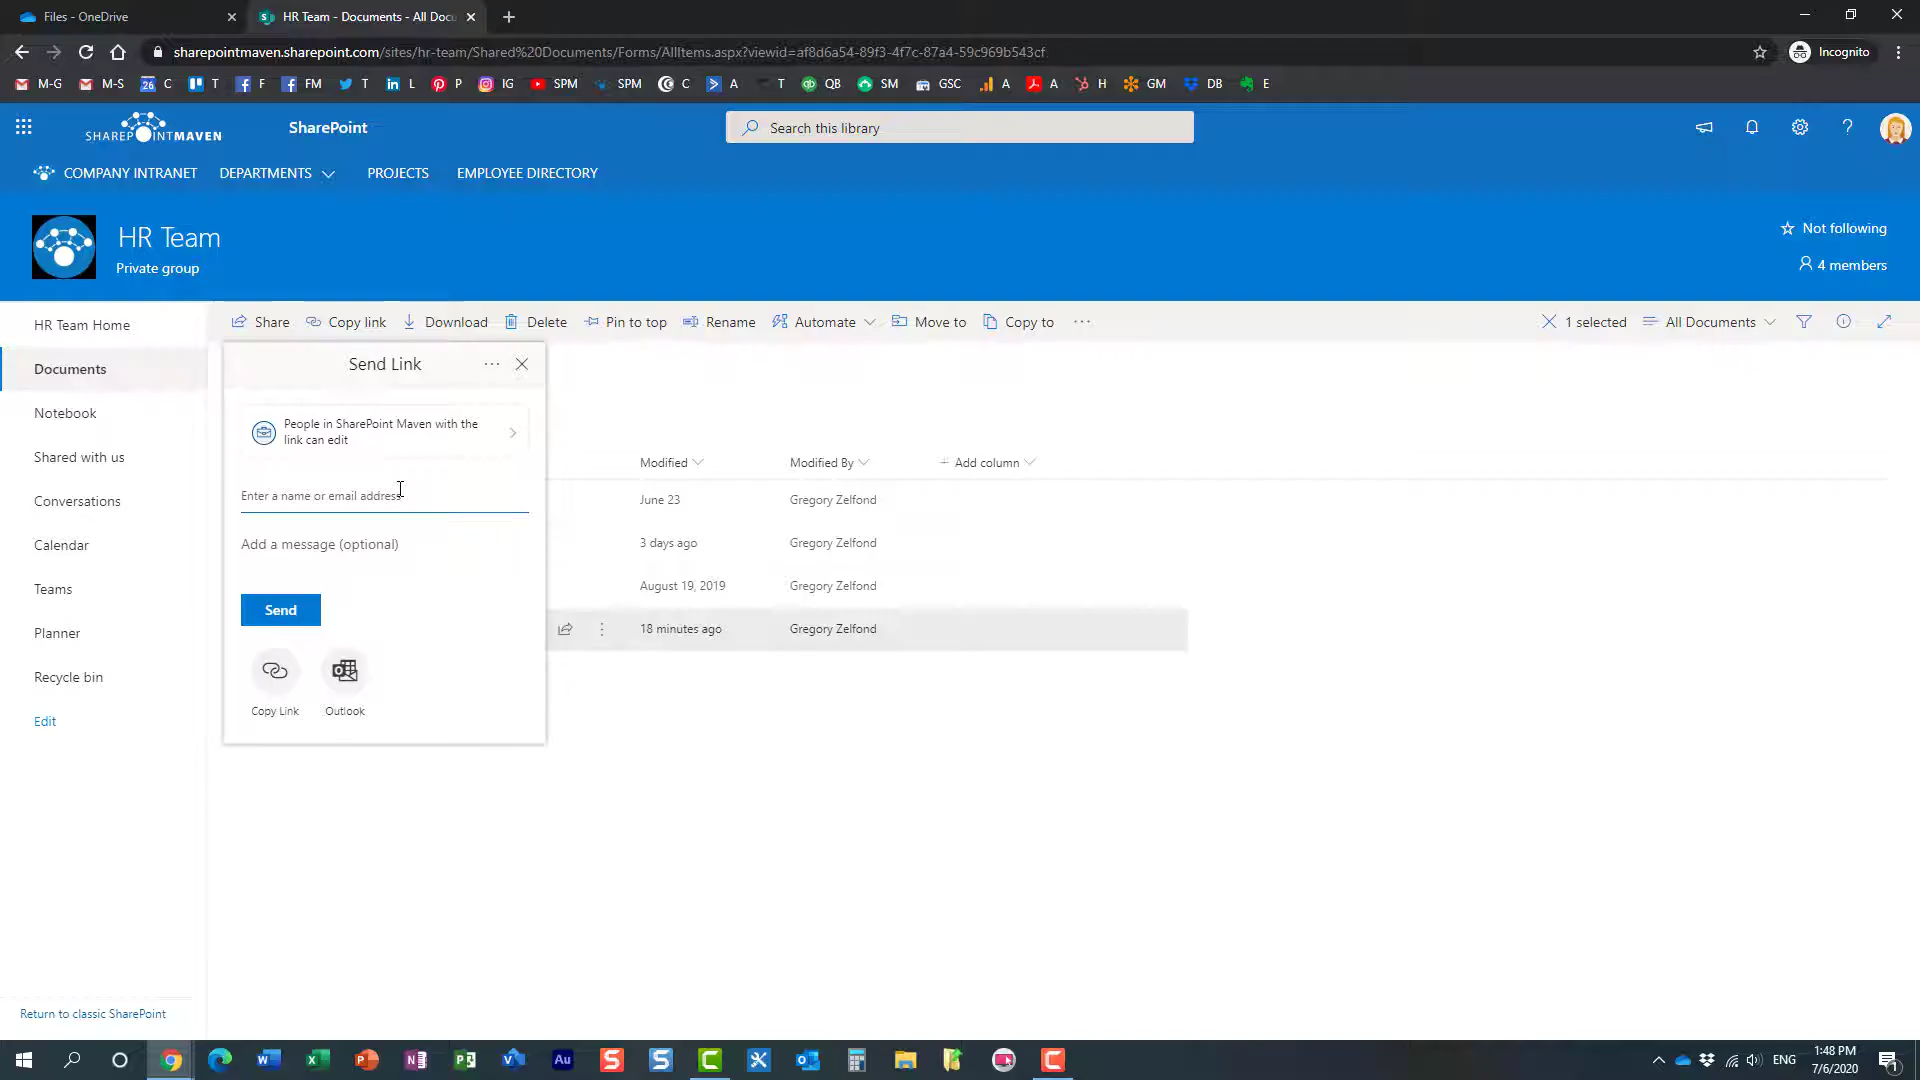 Files - OneDrive
HR Team - Documents - All Docu
sharepointmaven.sharepoint.com/sites/hr-team/Shared%20Documents/Forms/AllItems.aspx?viewid=af8d6a54-89f3-4f7c-87a4-59c969b543cf
Incognito
M-G
M-S
26
C
T
F
FM
T
L
P
IG
SPM
SPM
C
A
T
QB
SM
GSC
A
A
H
GM
DB
E
SHAREPOINTMAVEN
SharePoint
Search this library
COMPANY INTRANET
DEPARTMENTS
PROJECTS
EMPLOYEE DIRECTORY
HR Team
Private group
Not following
4 members
Share
Copy link
Download
Delete
Pin to top
Rename
Automate
Move to
Copy to
1 selected
All Documents
HR Team Home
Documents
Notebook
Shared with us
Conversations
Calendar
Teams
Planner
Recycle bin
Edit
Return to classic SharePoint
Send Link
People in SharePoint Maven with the
link can edit
Enter a name or email address
Add a message (optional)
Send
Copy Link
Outlook
Modified
Modified By
Add column
June 23
Gregory Zelfond
3 days ago
Gregory Zelfond
August 19, 2019
Gregory Zelfond
18 minutes ago
Gregory Zelfond
ENG
1:48 PM
7/6/2020